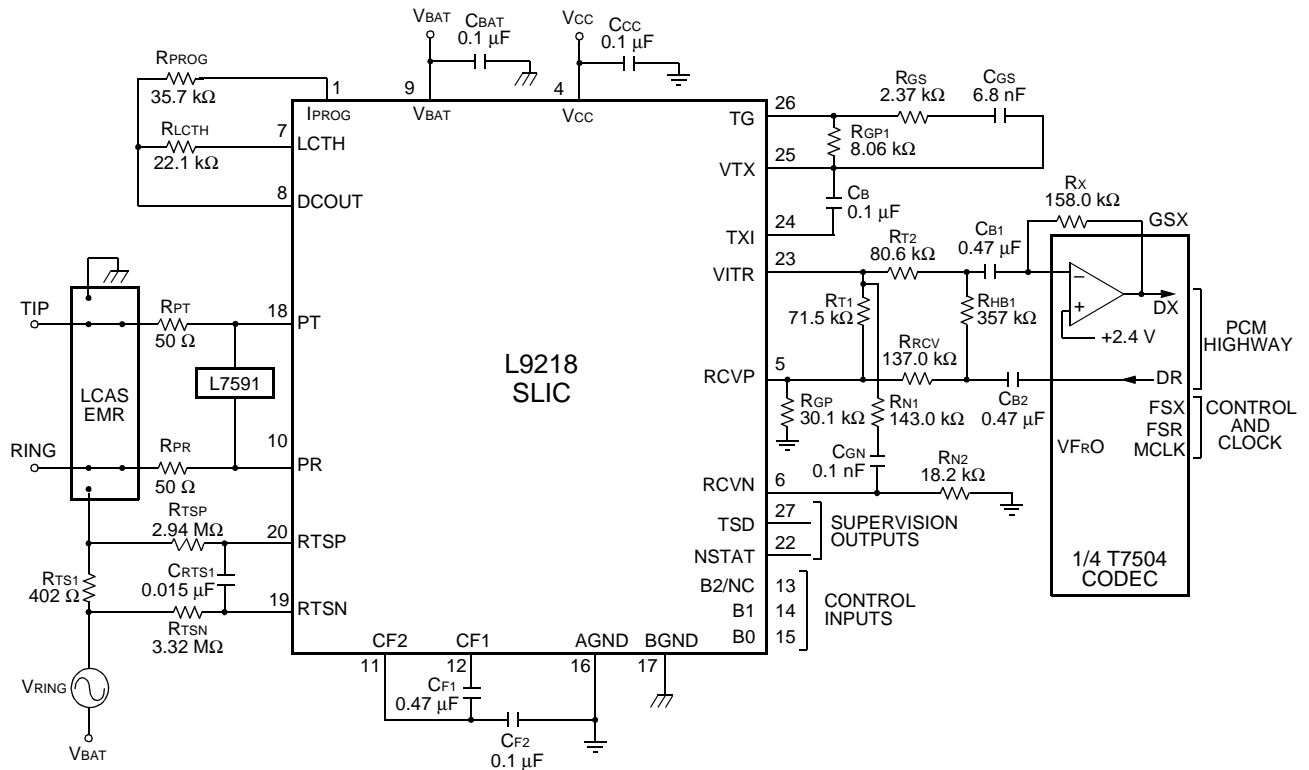 VBAT
CBAT
0.1 µF
VCC
CCC
0.1 µF
RPROG
35.7 kΩ
1
9
4
IPROG
VBAT
VCC
RLCTH
22.1 kΩ
7
LCTH
8
DCOUT
26
TG
RGS
2.37 kΩ
CGS
6.8 nF
RGP1
8.06 kΩ
25
VTX
CB
0.1 µF
24
TXI
RX
158.0 kΩ
GSX
RT2
80.6 kΩ
CB1
0.47 µF
23
VITR
RT1
71.5 kΩ
RHB1
357 kΩ
−
+
+2.4 V
DX
PCM
HIGHWAY
RRCV
137.0 kΩ
5
RCVP
CB2
0.47 µF
DR
RGP
30.1 kΩ
RN1
143.0 kΩ
FSX
FSR
MCLK
CONTROL
AND
CLOCK
VFRO
CGN
0.1 nF
RN2
18.2 kΩ
6
RCVN
27
TSD
22
NSTAT
SUPERVISION
OUTPUTS
1/4 T7504
CODEC
B2/NC
13
B1
14
B0
15
CONTROL
INPUTS
L9218
SLIC
TIP
RPT
50 Ω
18
PT
LCAS
EMR
L7591
RING
RPR
50 Ω
10
PR
RTSP
2.94 MΩ
20
RTSP
RTS1
402 Ω
CRTS1
0.015 µF
19
RTSN
RTSN
3.32 MΩ
VRING
VBAT
CF2
CF1
AGND
BGND
11
12
16
17
CF1
0.47 µF
CF2
0.1 µF